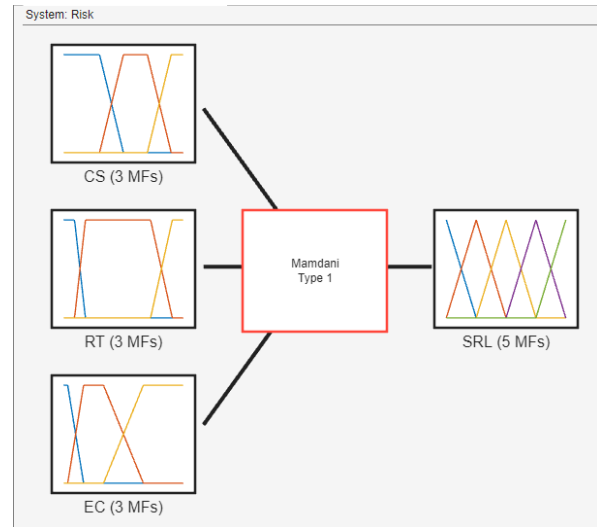 System: Risk
CS (3 MFs)
RT (3 MFs)
EC (3 MFs)
Mamdani
Type 1
SRL (5 MFs)